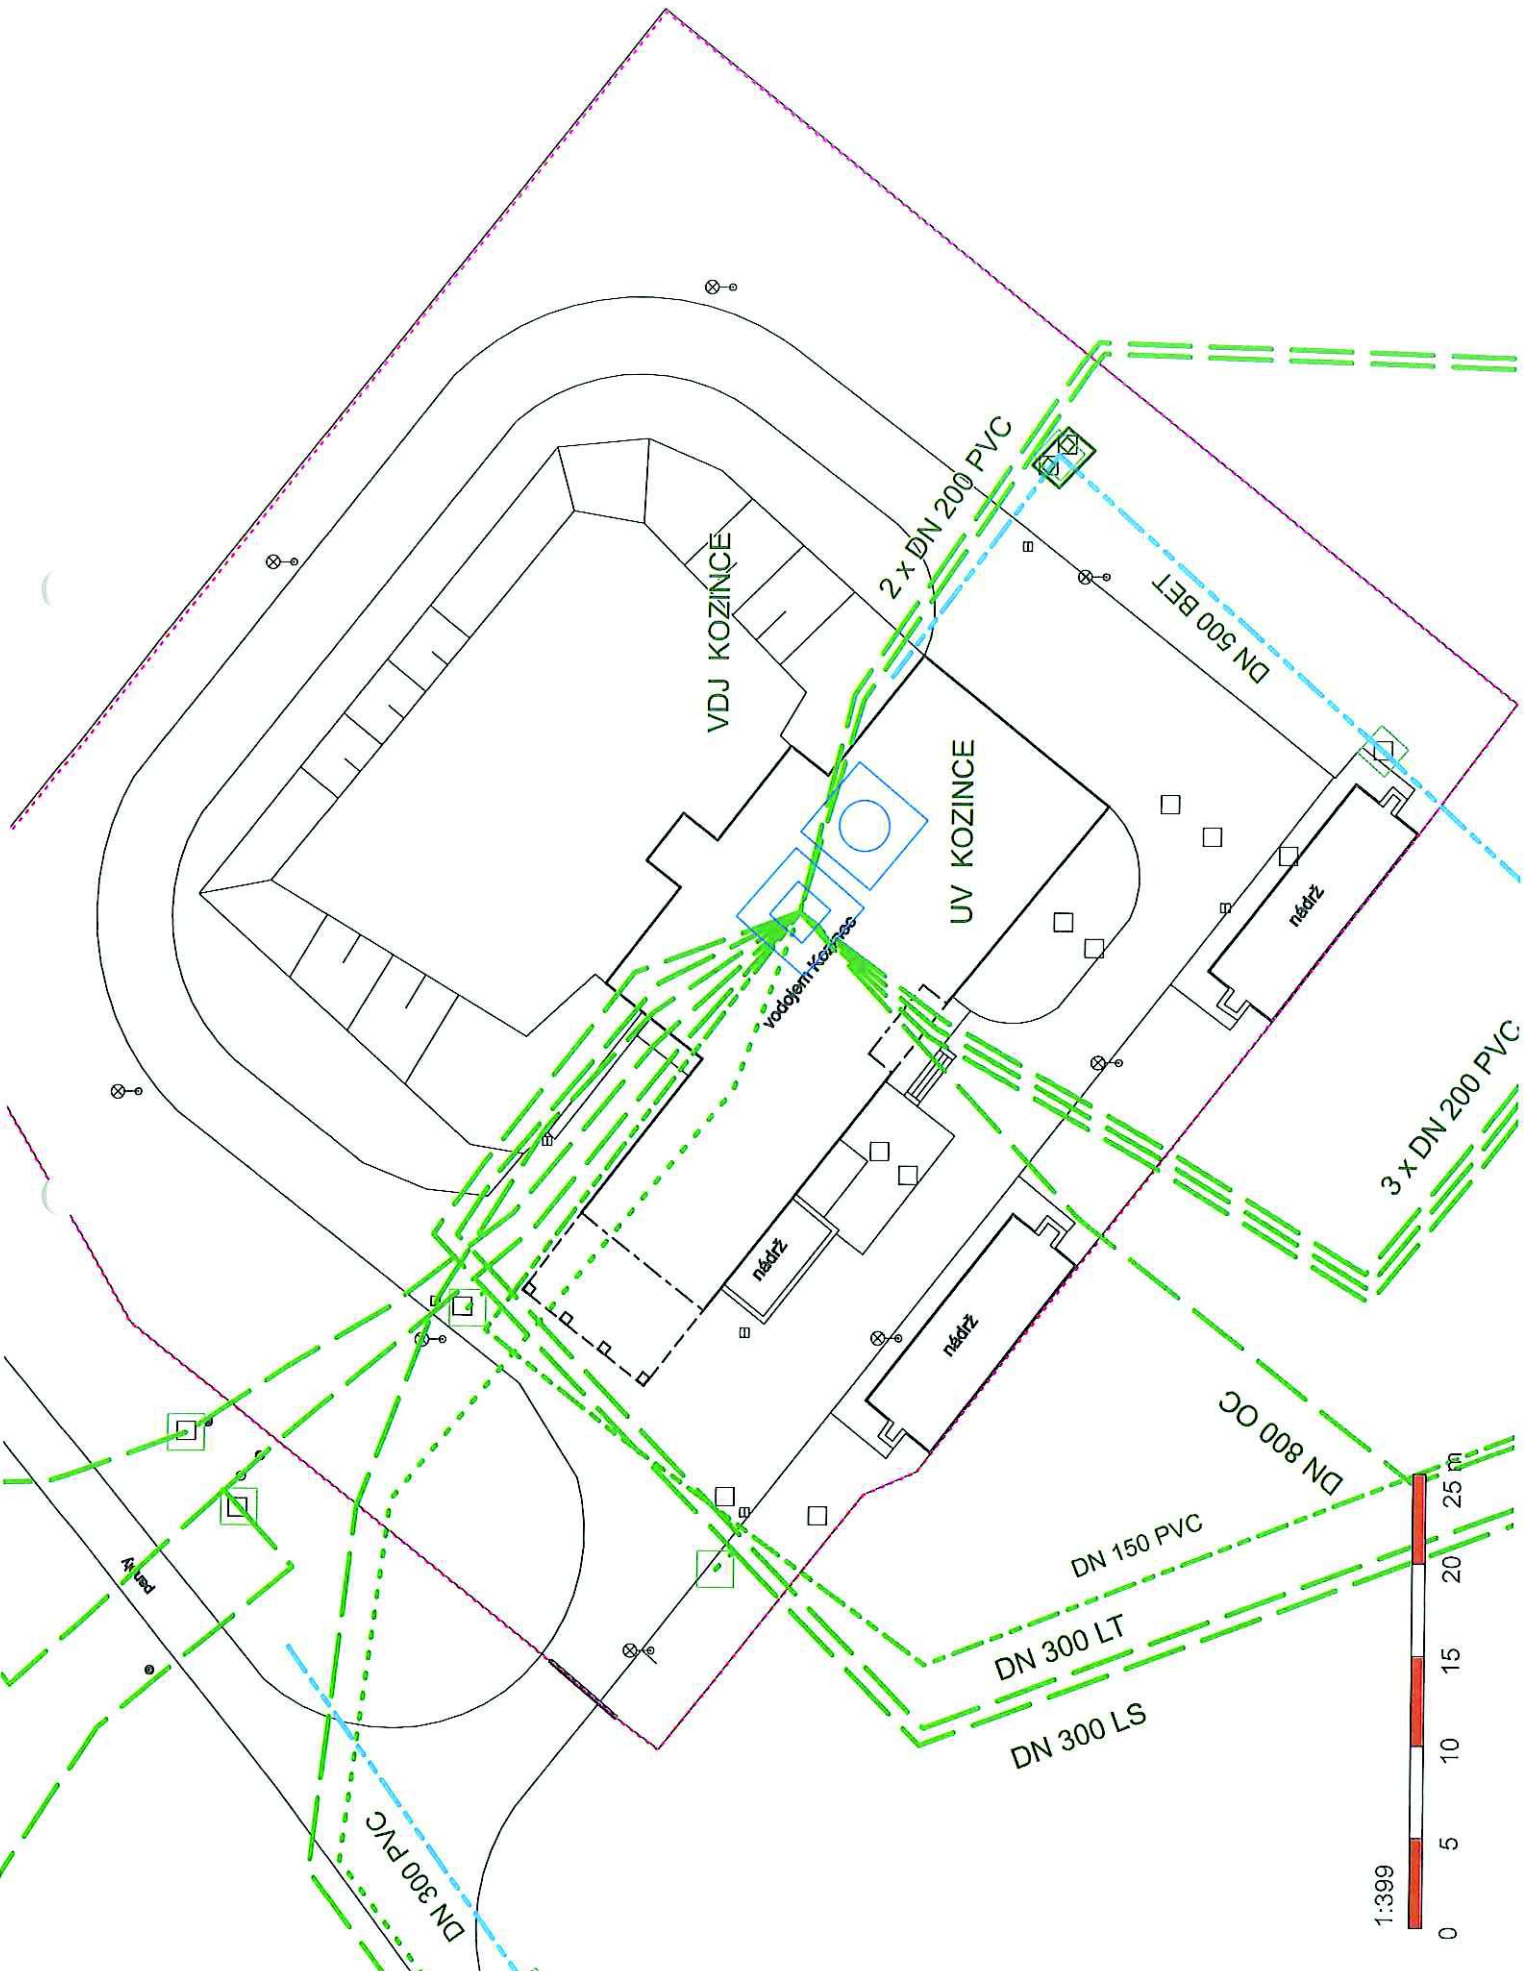 2 x DN 200 PVC
VDJ KOZINCE
DN 500 BET
UV KOZINCE
nádrž
vodojem Kozinec
3 x DN 200 PVC
nádrž
nádrž
DN 800 OC
DN 150 PVC
DN 300 LT
DN 300 LS
DN 300 PVC
1:399
0 5 10 15 20 25 m